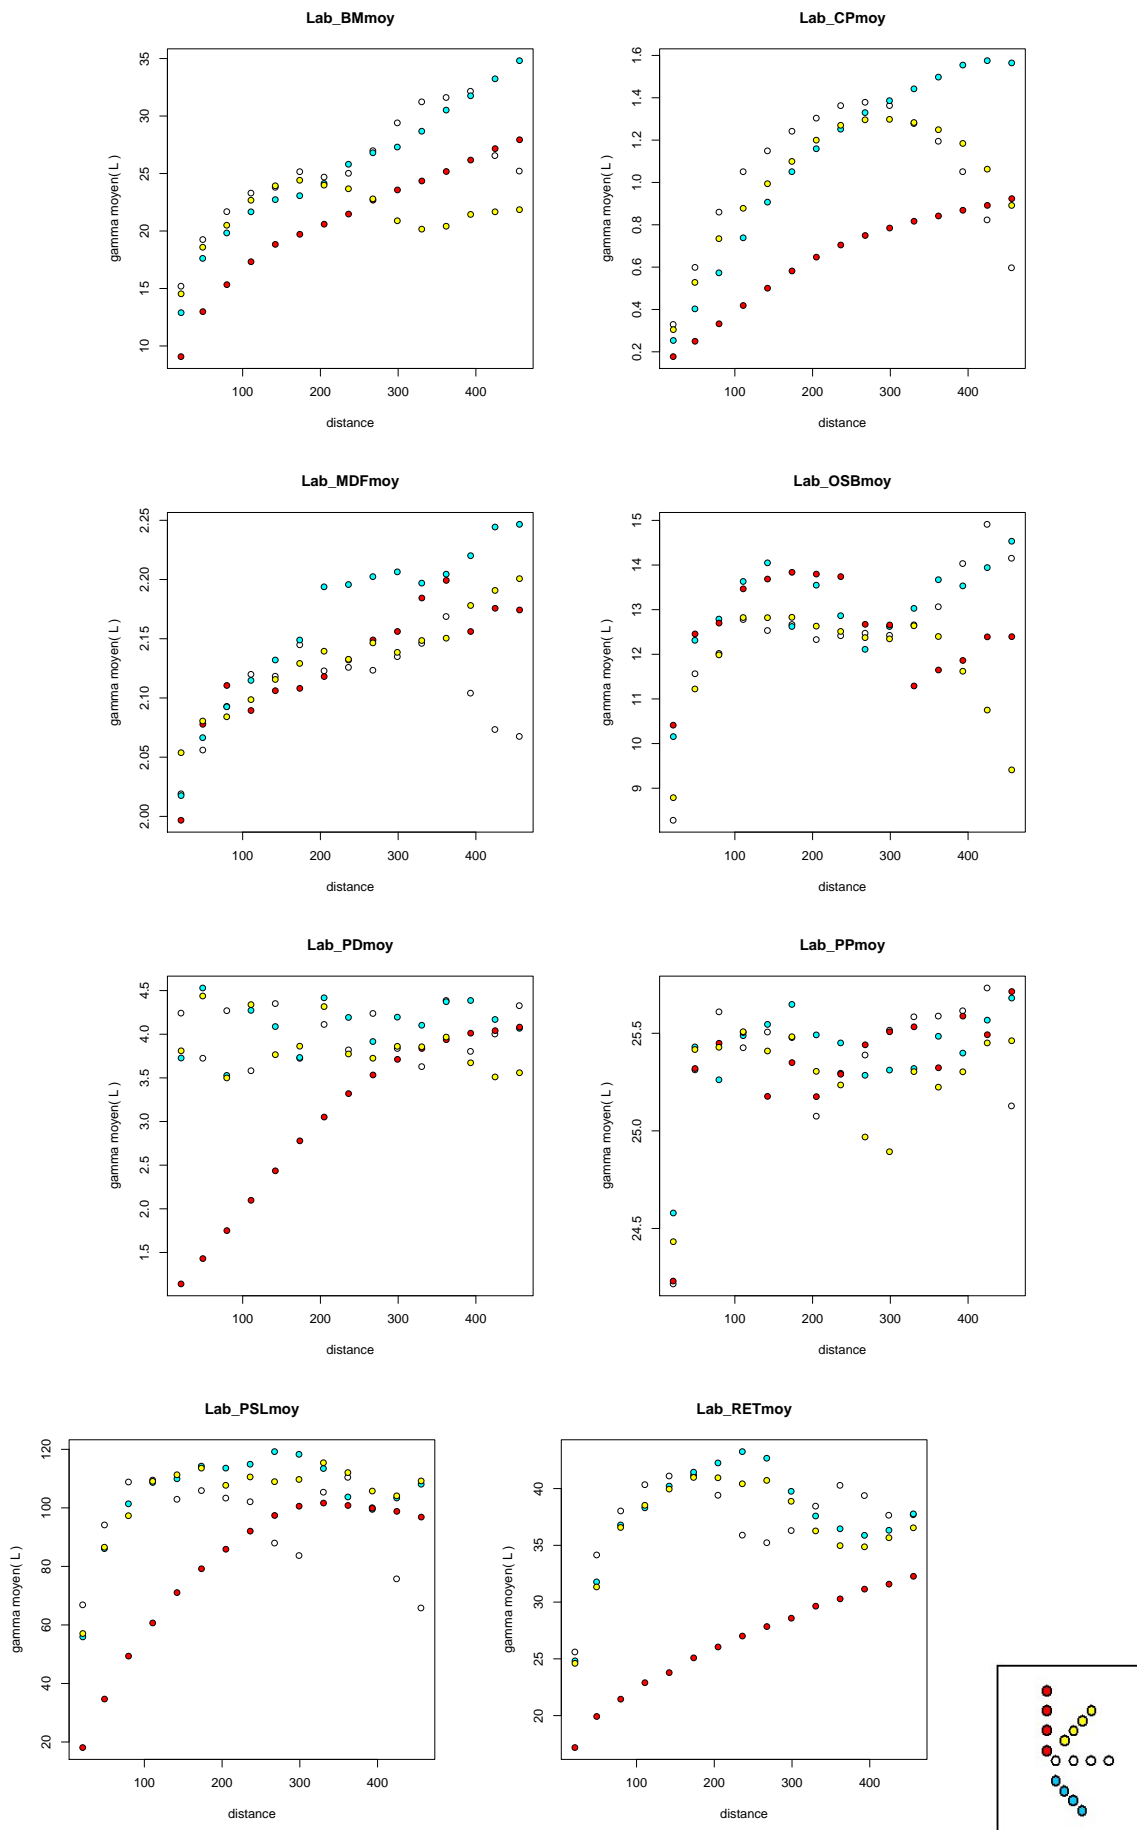 Lab_BMmoy
gamma moyen( L )
35
30
25
20
15
10
100 200 300 400
distance
Lab_CPmoy
gamma moyen( L )
1.6
1.4
1.2
1.0
0.8
0.6
0.4
0.2
100 200 300 400
distance
Lab_MDFmoy
gamma moyen( L )
2.25
2.20
2.15
2.10
2.05
2.00
100 200 300 400
distance
Lab_OSBmoy
gamma moyen( L )
15
14
13
12
11
10
9
100 200 300 400
distance
Lab_PDmoy
gamma moyen( L )
4.5
4.0
3.5
3.0
2.5
2.0
1.5
100 200 300 400
distance
Lab_PPmoy
gamma moyen( L )
25.5
25.0
24.5
100 200 300 400
distance
Lab_PSLmoy
gamma moyen( L )
120
100
80
60
40
20
100 200 300 400
distance
Lab_RETmoy
gamma moyen( L )
40
35
30
25
20
100 200 300 400
distance